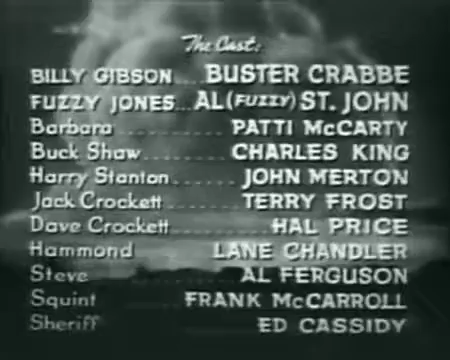 The Cast:
BILLY GIBSON.... BUSTER CRABBE
FUZZY JONES... AL (FUZZY) ST. JOHN
Barbara ............ PATTI McCARTY
Buck Shaw......... CHARLES KING
Harry Stanton...... JOHN MERTON
Jack Crockett....... TERRY FROST
Dave Crockett.......... HAL PRICE
Hammond ........ LANE CHANDLER
Steve ............ AL FERGUSON
Squint ........ FRANK McCARROLL
Sheriff ............ ED CASSIDY